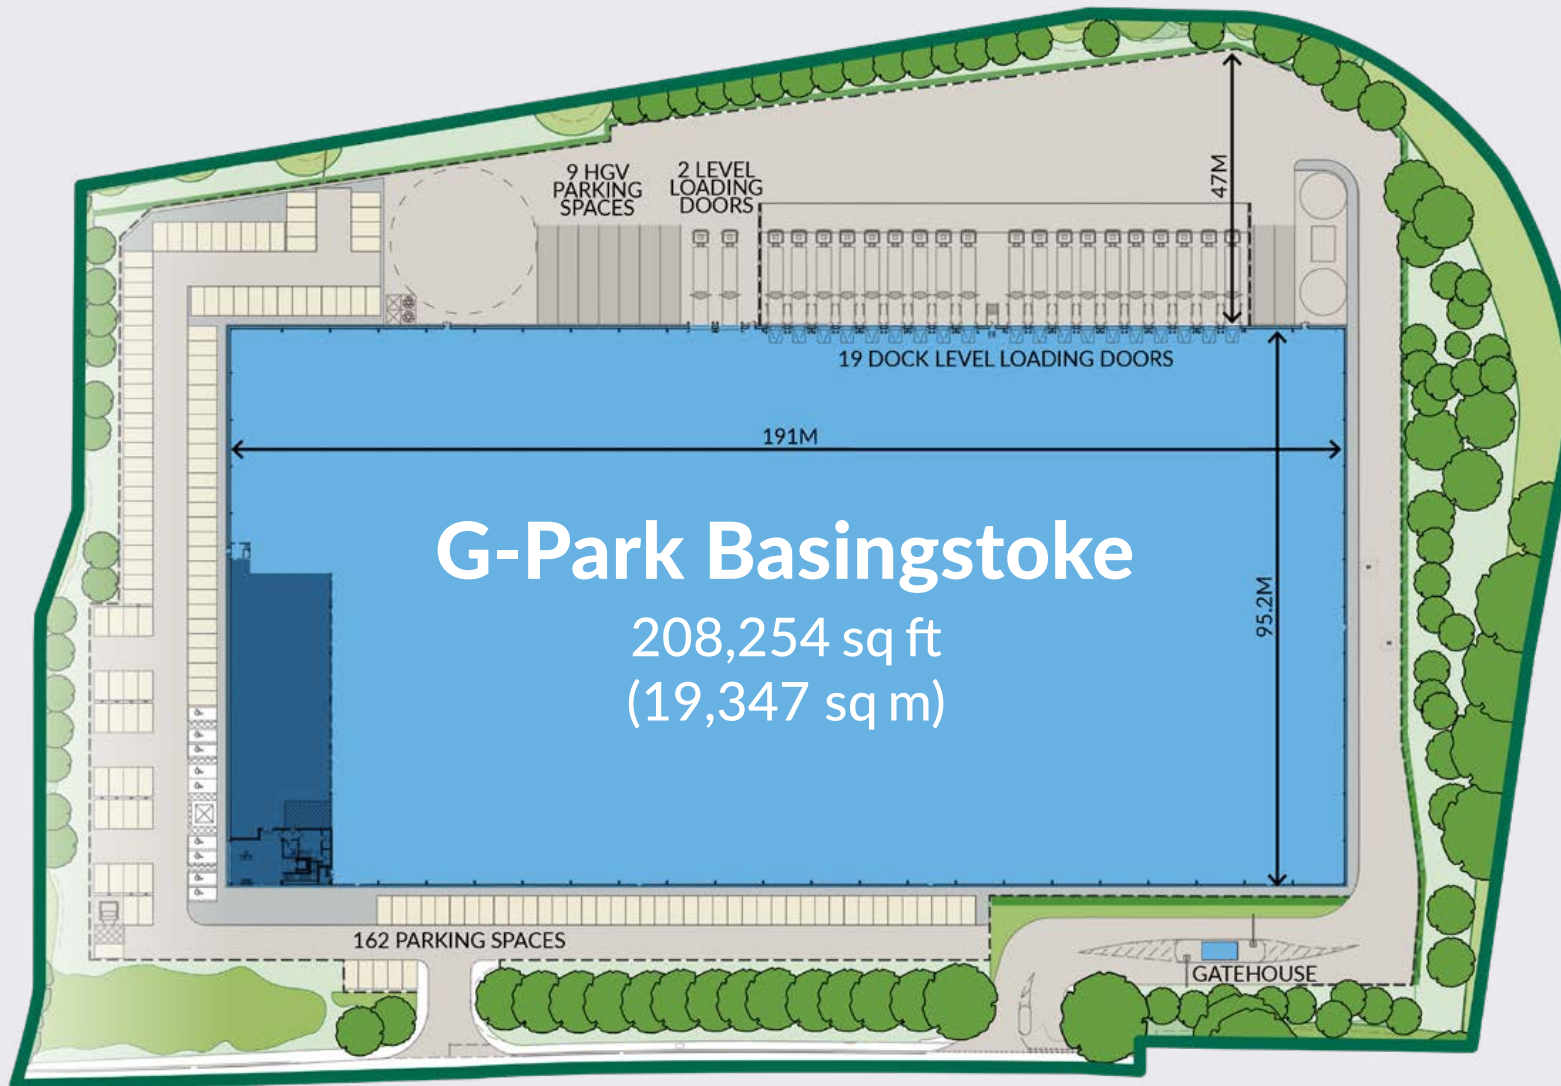 9 HGV
PARKING
SPACES
2 LEVEL
LOADING
DOORS
47M
19 DOCK LEVEL LOADING DOORS
191M
G-Park Basingstoke
208,254 sq ft
(19,347 sq m)
95.2M
162 PARKING SPACES
GATEHOUSE